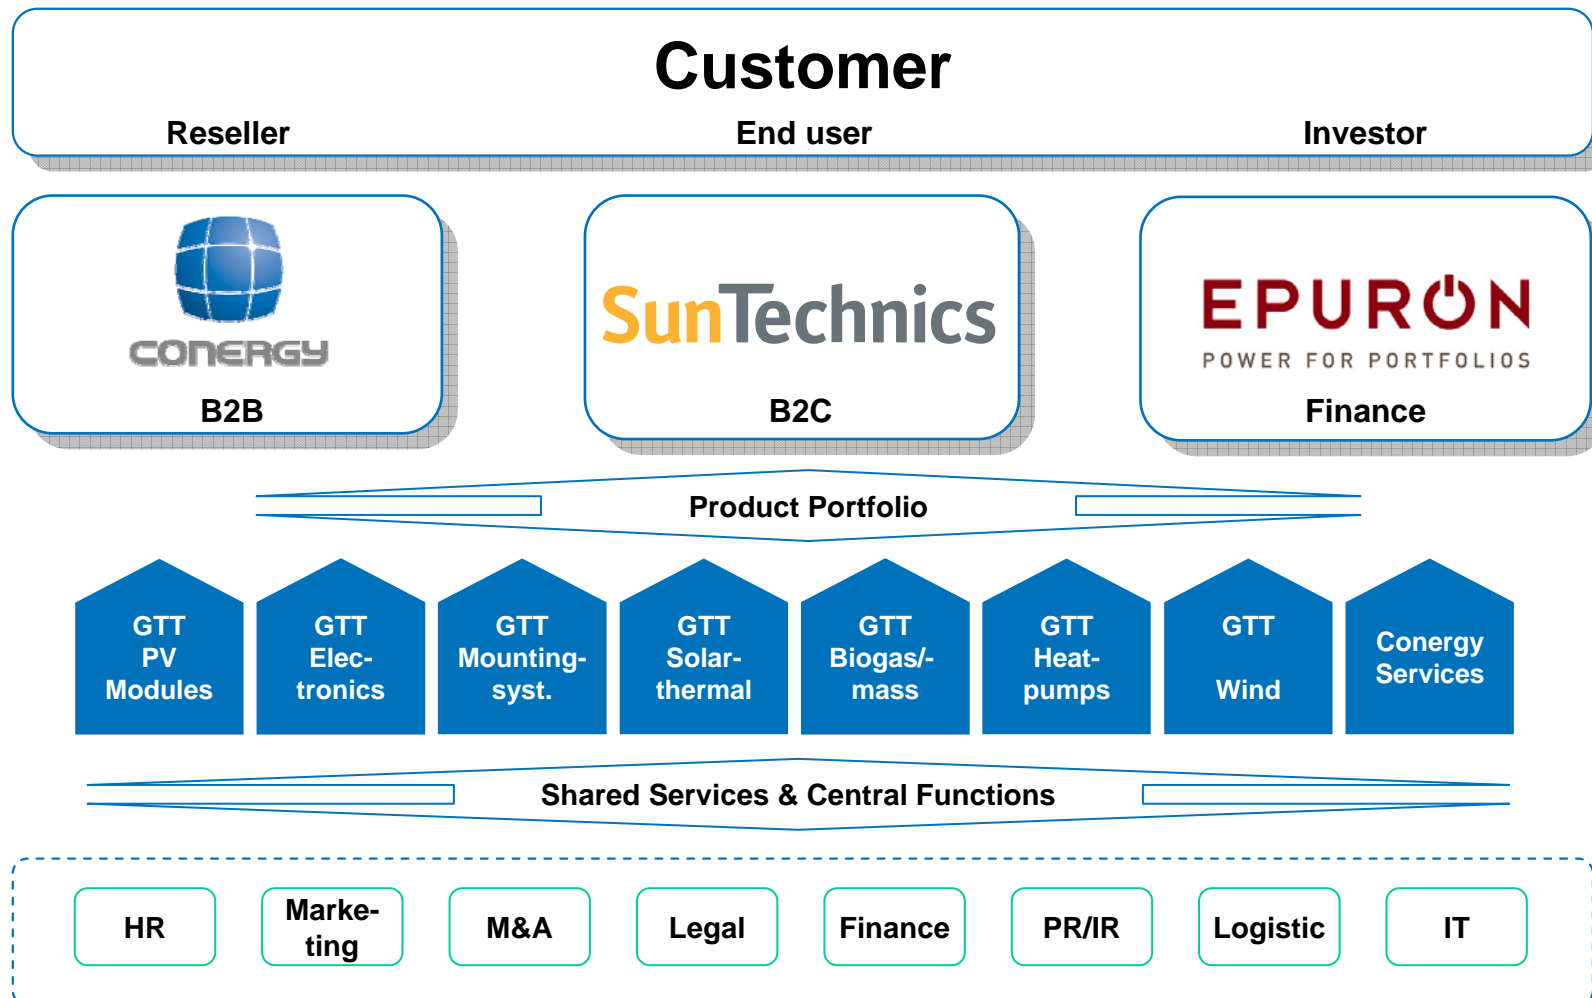 Customer
Reseller End user Investor
CONERGY
B2B
SunTechnics
B2C
EPURON
POWER FOR PORTFOLIOS
Finance
Product Portfolio
GTT
PV
Modules
GTT
Elec-
tronics
GTT
Mounting-
syst.
GTT
Solar-
thermal
GTT
Biogas/-
mass
GTT
Heat-
pumps
GTT
Wind
Conergy
Services
Shared Services & Central Functions
HR
Marke-
ting
M&A
Legal
Finance
PR/IR
Logistic
IT